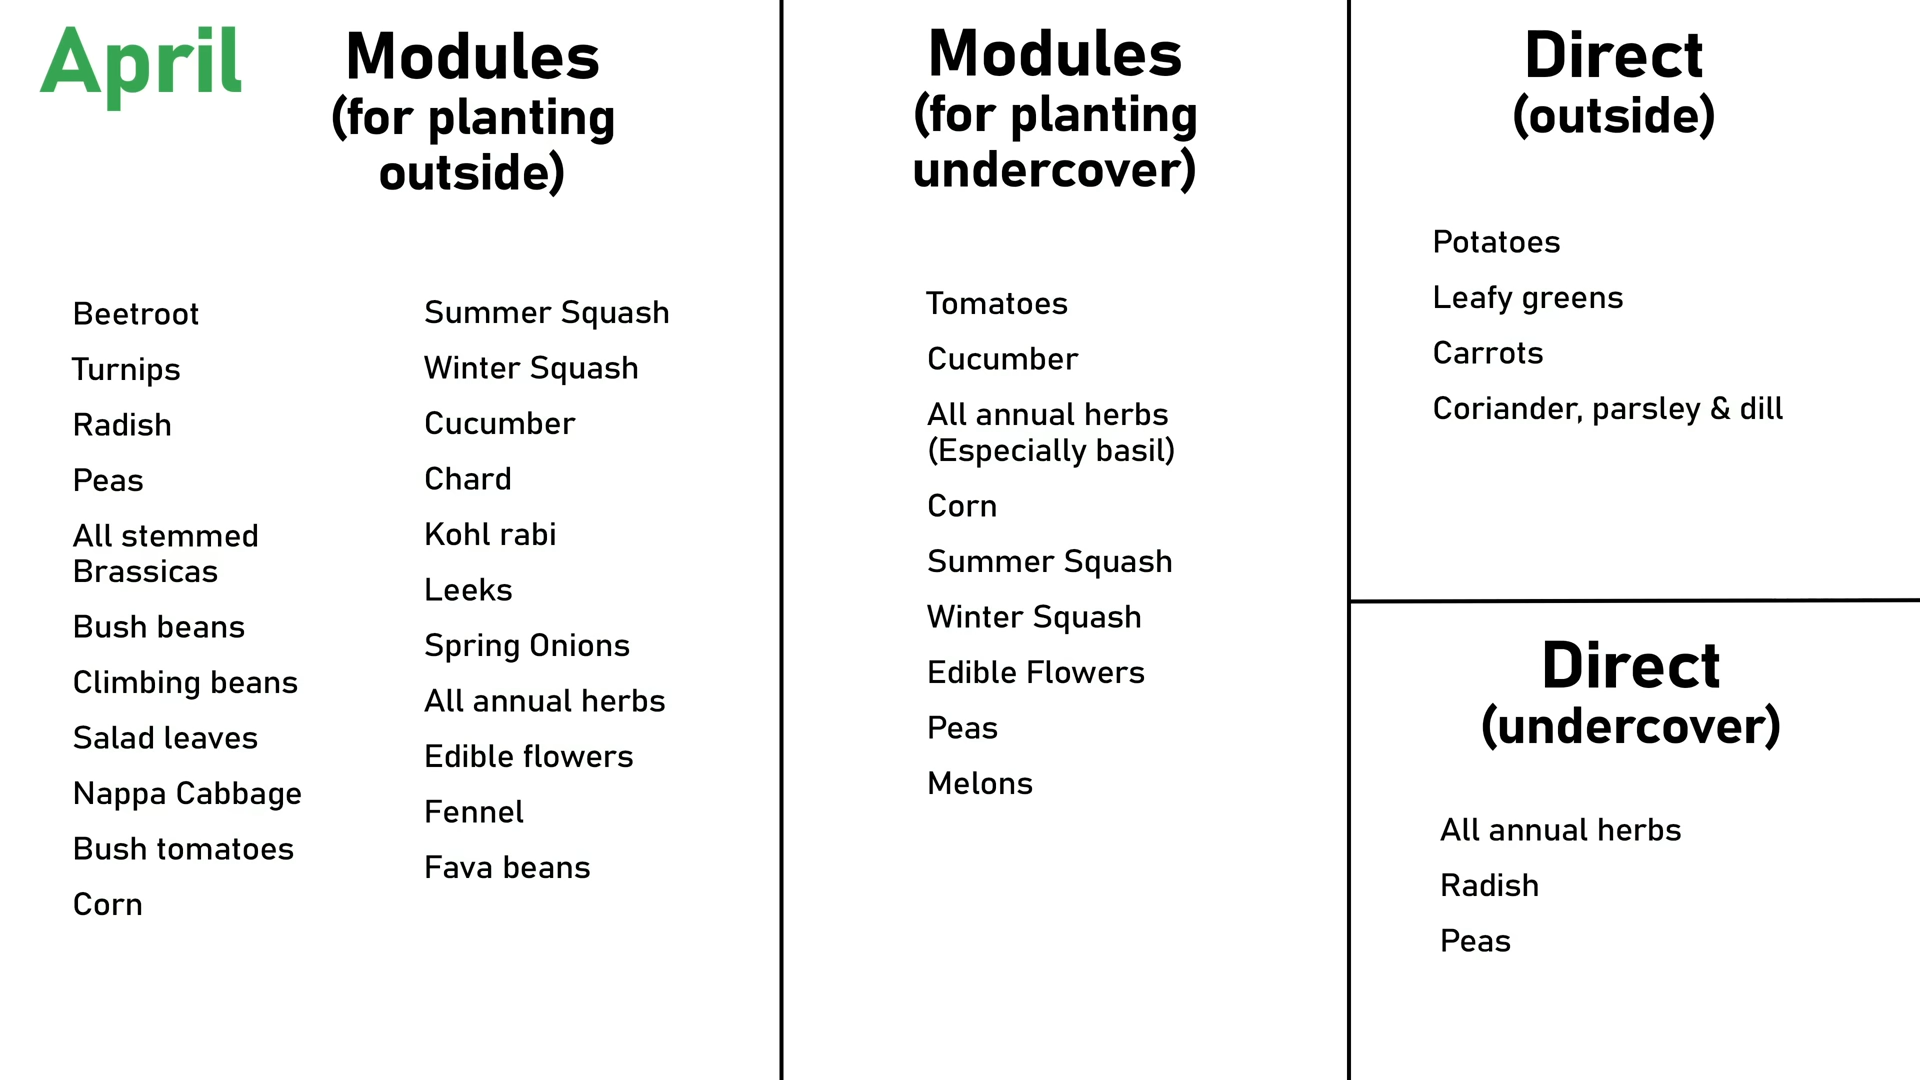 April
Modules
(for planting
outside)
Beetroot
Turnips
Radish
Peas
All stemmed
Brassicas
Bush beans
Climbing beans
Salad leaves
Nappa Cabbage
Bush tomatoes
Corn
Summer Squash
Winter Squash
Cucumber
Chard
Kohl rabi
Leeks
Spring Onions
All annual herbs
Edible flowers
Fennel
Fava beans
Modules
(for planting
undercover)
Tomatoes
Cucumber
All annual herbs
(Especially basil)
Corn
Summer Squash
Winter Squash
Edible Flowers
Peas
Melons
Direct
(outside)
Potatoes
Leafy greens
Carrots
Coriander, parsley & dill
Direct
(undercover)
All annual herbs
Radish
Peas